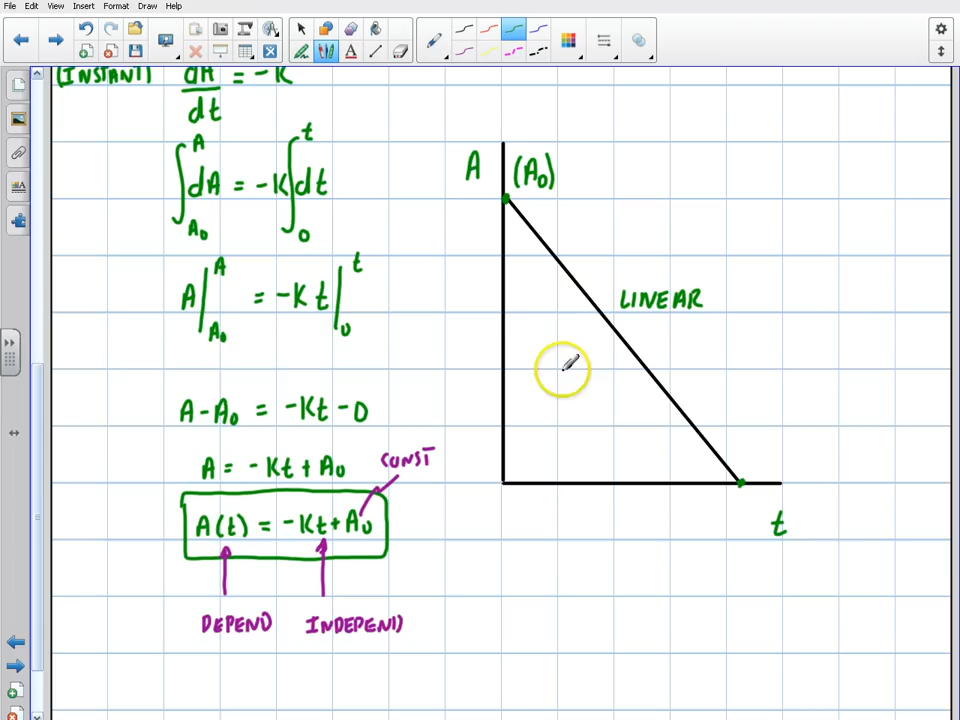 File Edit View Insert Format Draw Help
(INSTANT) dA/dt = -K
∫ A A₀ dA = -K ∫ t 0 dt
A | A A₀ = -K t | t 0
A - A₀ = -Kt - 0
A = -Kt + A₀
CONST
A(t) = -Kt + A₀
DEPEND INDEPEND
A (A₀)
LINEAR
t